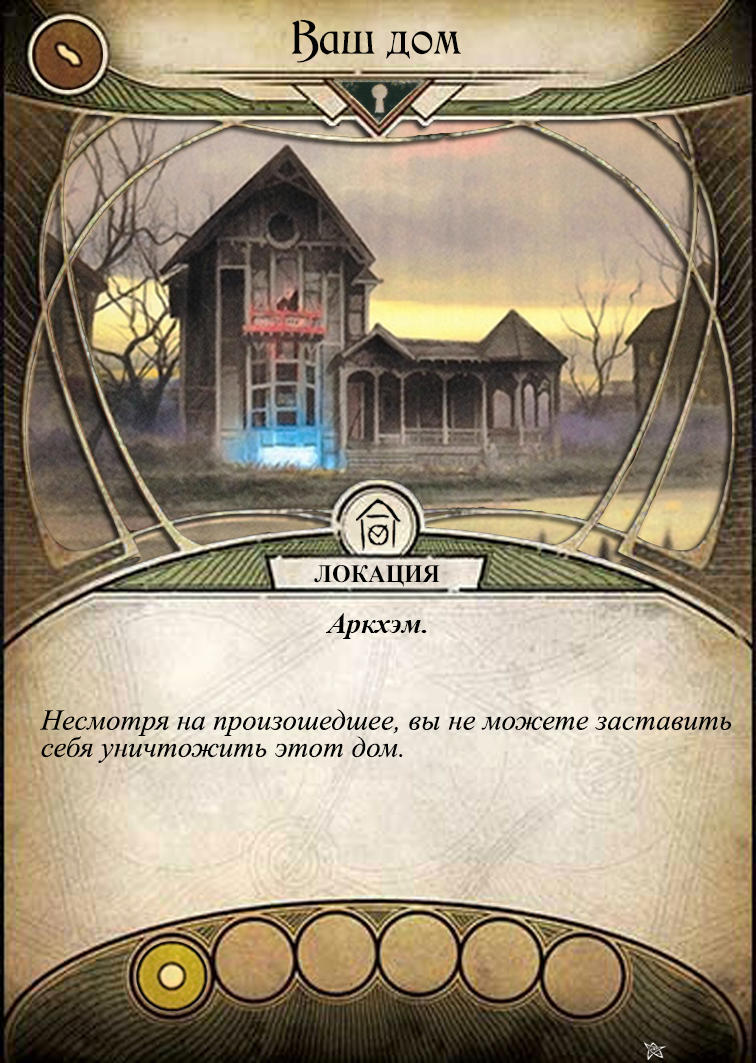 Ваш дом
ЛОКАЦИЯ
Аркхэм.
Несмотря на произошедшее, вы не можете заставить
себя уничтожить этот дом.